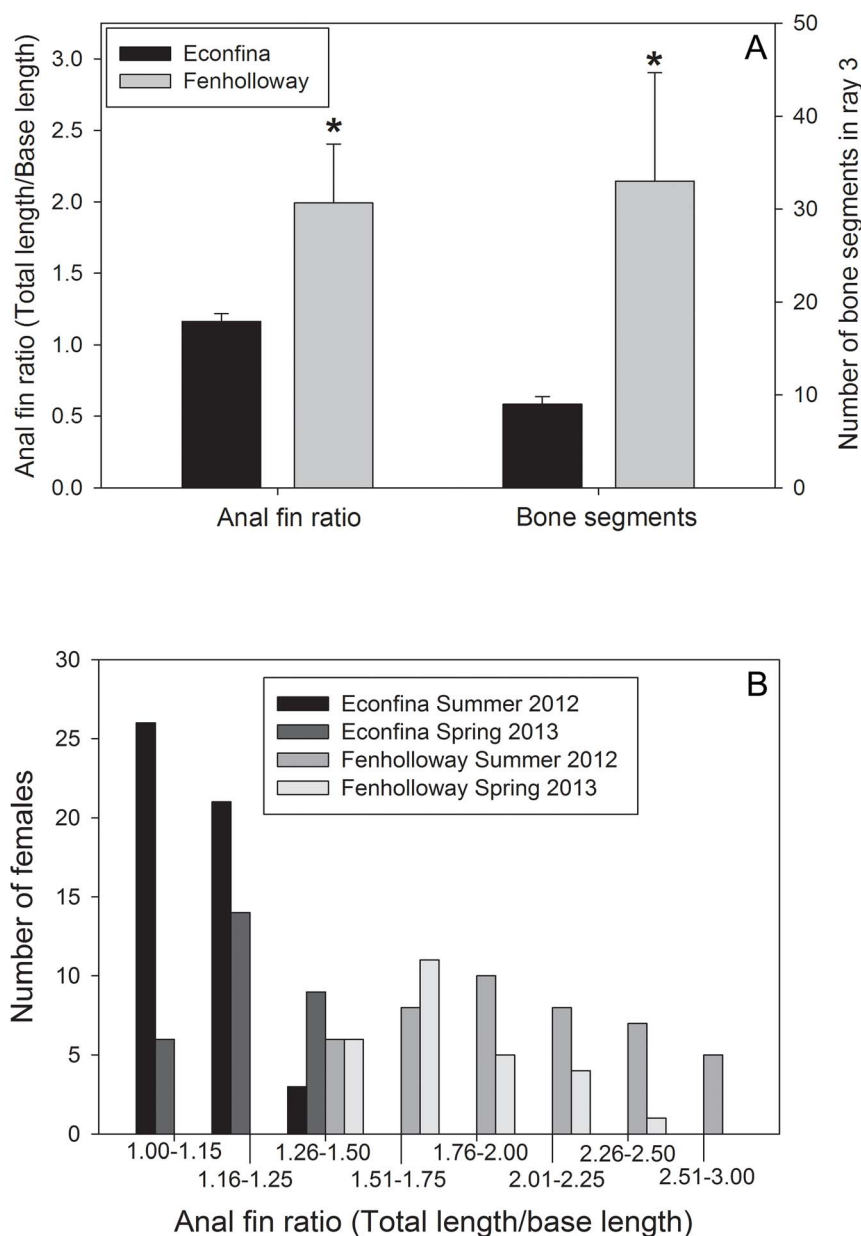 A
Econfina
Fenholloway
Anal fin ratio (Total length/Base length)
3.0
2.5
2.0
1.5
1.0
0.5
0.0
*
*
50
40
30
20
10
0
Number of bone segments in ray 3
Anal fin ratio
Bone segments
B
Econfina Summer 2012
Econfina Spring 2013
Fenholloway Summer 2012
Fenholloway Spring 2013
Number of females
30
25
20
15
10
5
0
1.00-1.15
1.16-1.25
1.26-1.50
1.51-1.75
1.76-2.00
2.01-2.25
2.26-2.50
2.51-3.00
Anal fin ratio (Total length/base length)